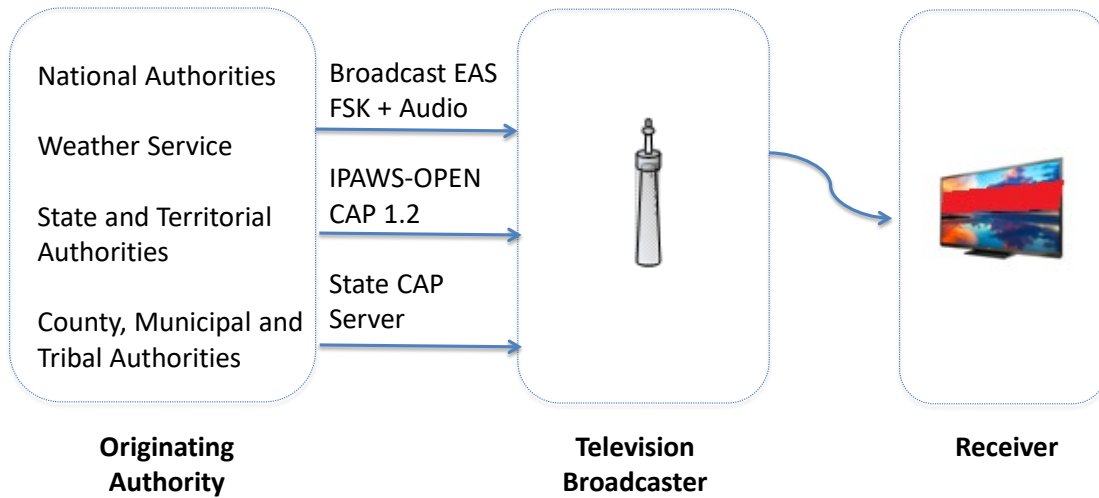 National Authorities
Weather Service
State and Territorial
Authorities
County, Municipal and
Tribal Authorities
Broadcast EAS
FSK + Audio
IPAWS-OPEN
CAP 1.2
State CAP
Server
Originating
Authority
Television
Broadcaster
Receiver